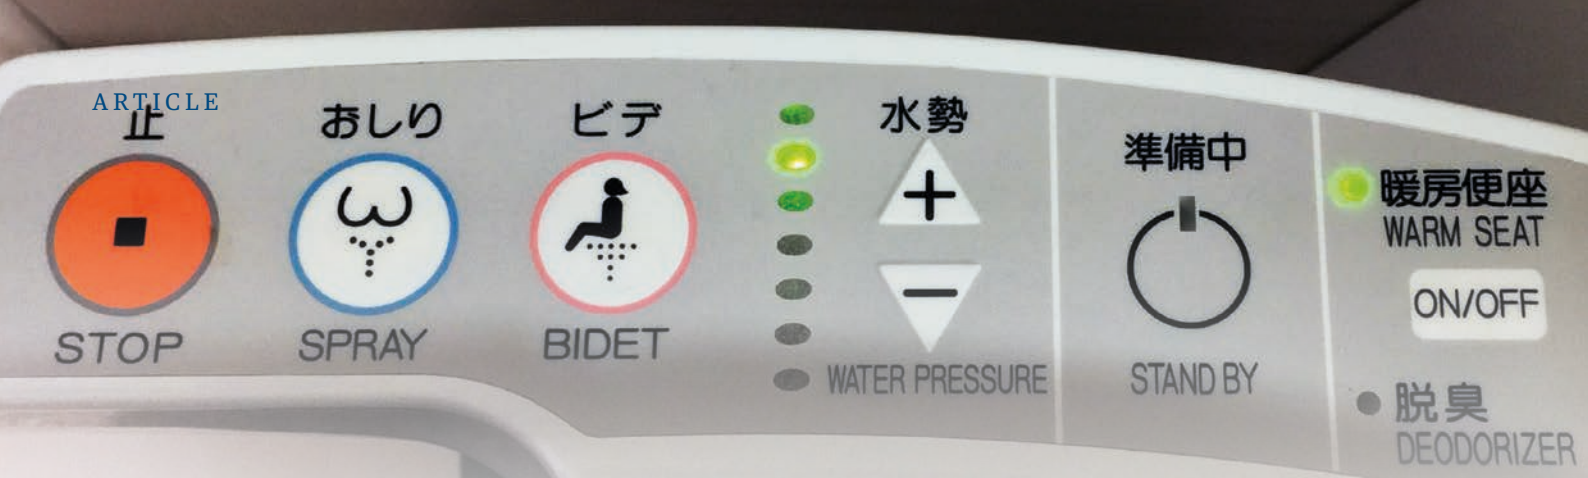 ARTICLE
止
STOP
おしり
SPRAY
ビデ
BIDET
水勢
+
−
WATER PRESSURE
準備中
STAND BY
暖房便座
WARM SEAT
ON/OFF
脱臭
DEODORIZER